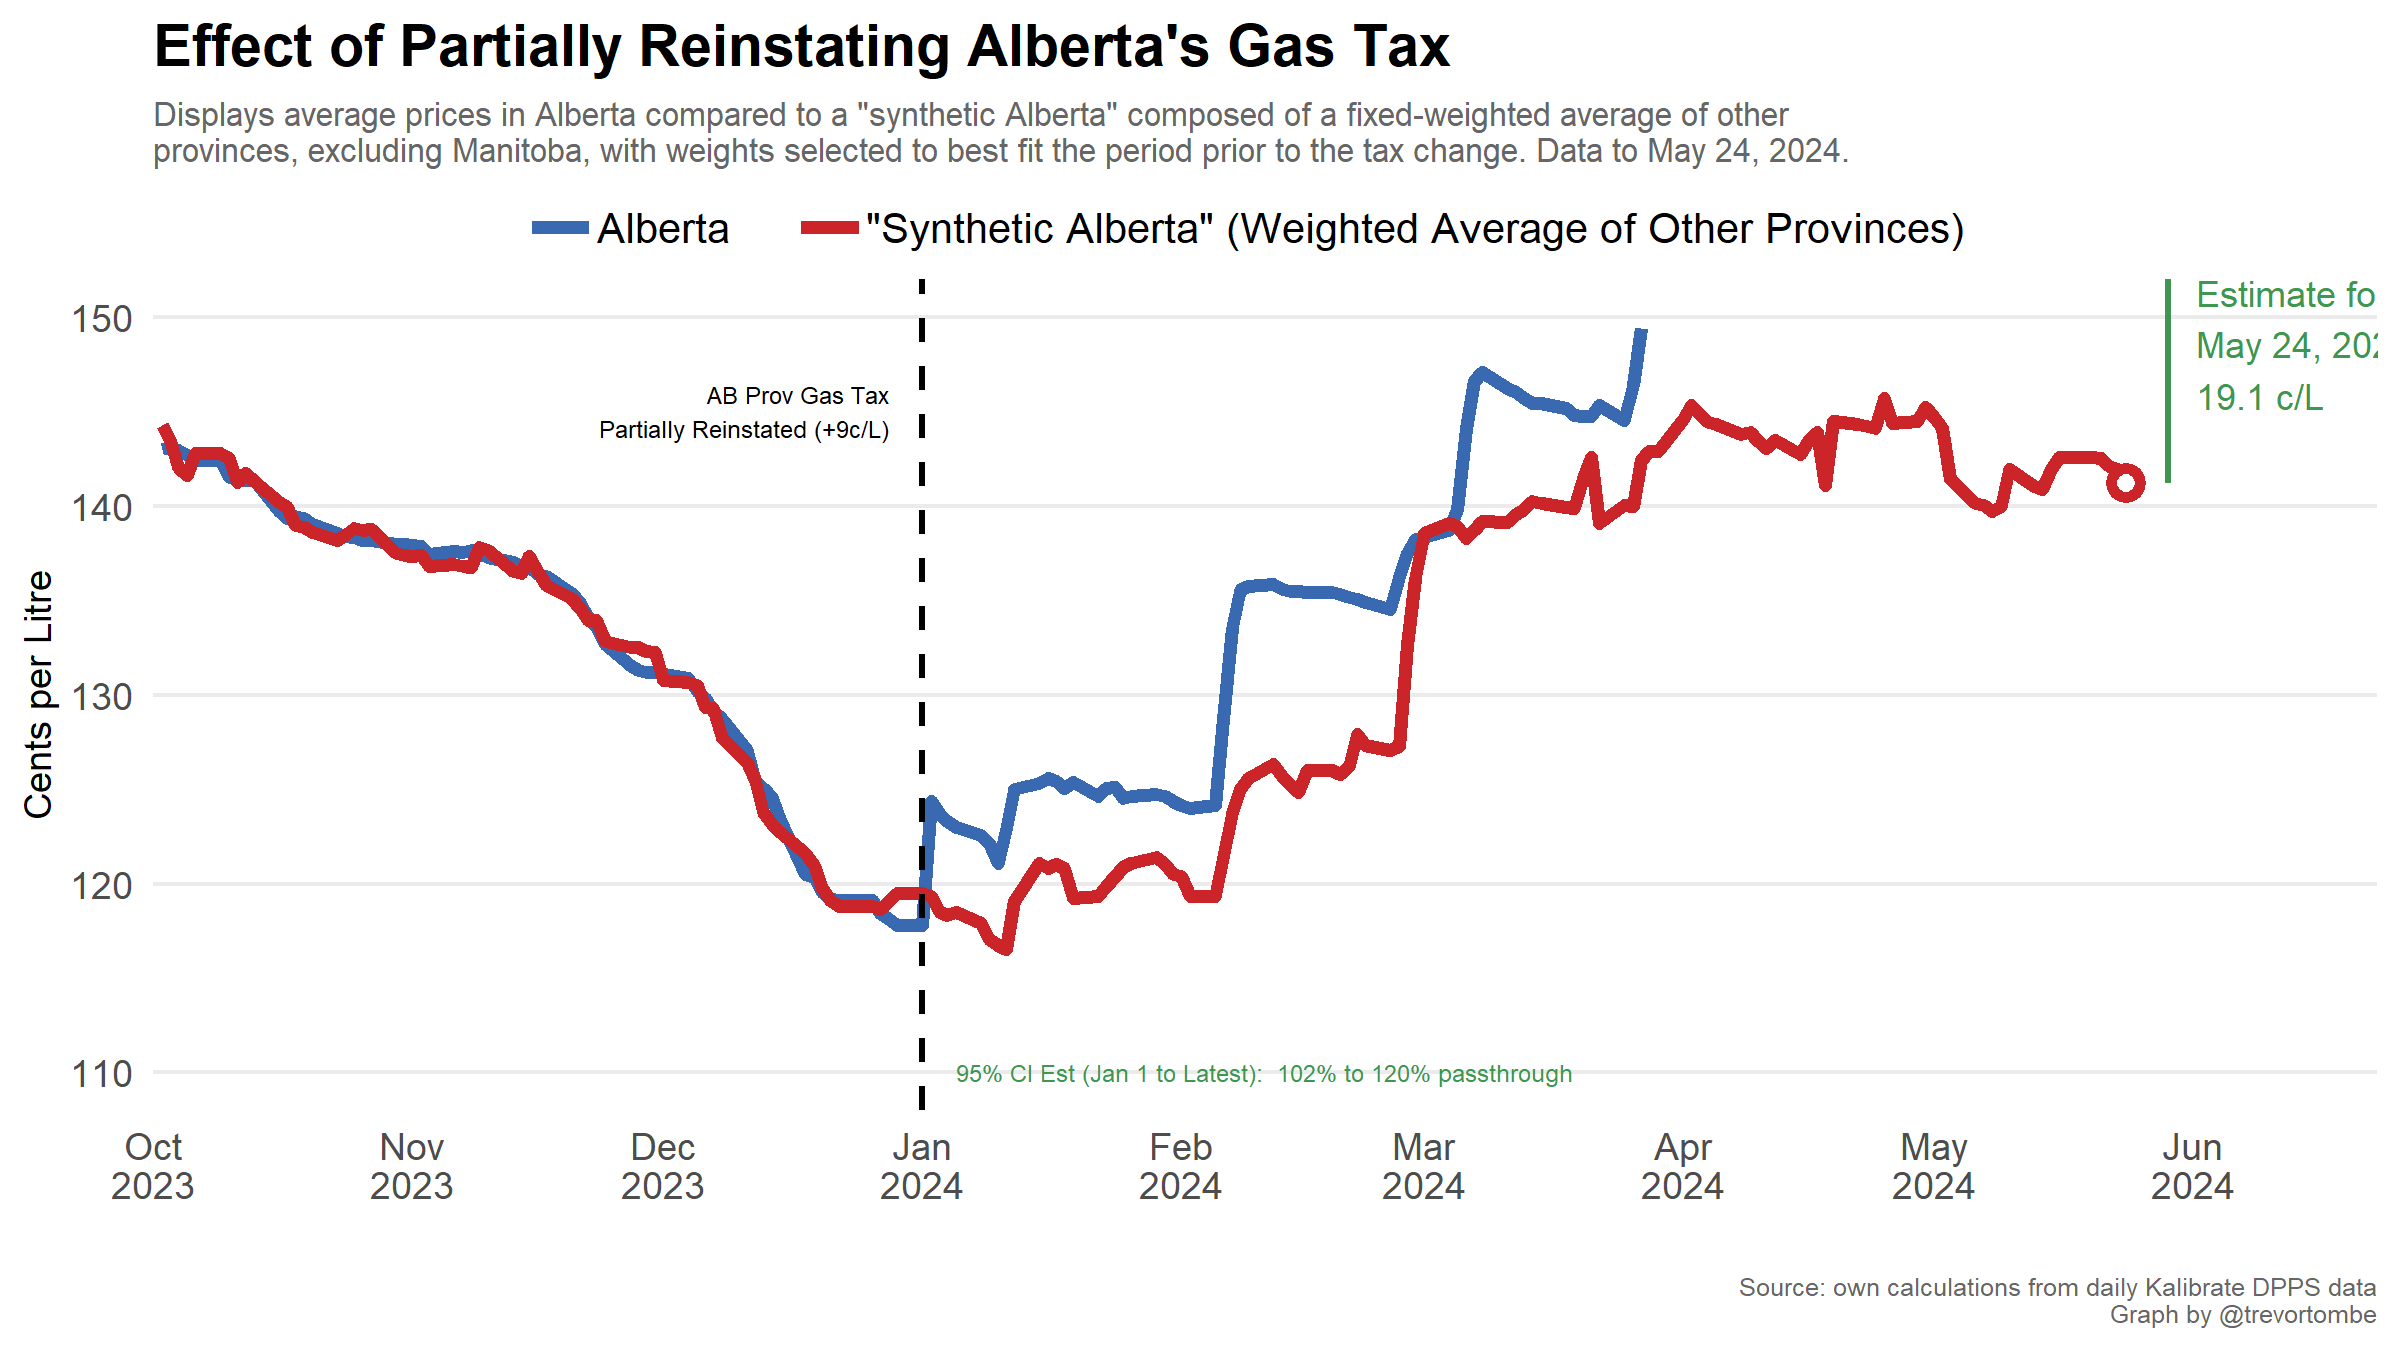 Effect of Partially Reinstating Alberta's Gas Tax
Displays average prices in Alberta compared to a "synthetic Alberta" composed of a fixed-weighted average of other
provinces, excluding Manitoba, with weights selected to best fit the period prior to the tax change. Data to May 24, 2024.
Alberta
"Synthetic Alberta" (Weighted Average of Other Provinces)
Cents per Litre
150
140
130
120
110
AB Prov Gas Tax
Partially Reinstated (+9c/L)
Estimate fo
May 24, 202
19.1 c/L
95% CI Est (Jan 1 to Latest):  102% to 120% passthrough
Oct
2023
Nov
2023
Dec
2023
Jan
2024
Feb
2024
Mar
2024
Apr
2024
May
2024
Jun
2024
Source: own calculations from daily Kalibrate DPPS data
Graph by @trevortombe